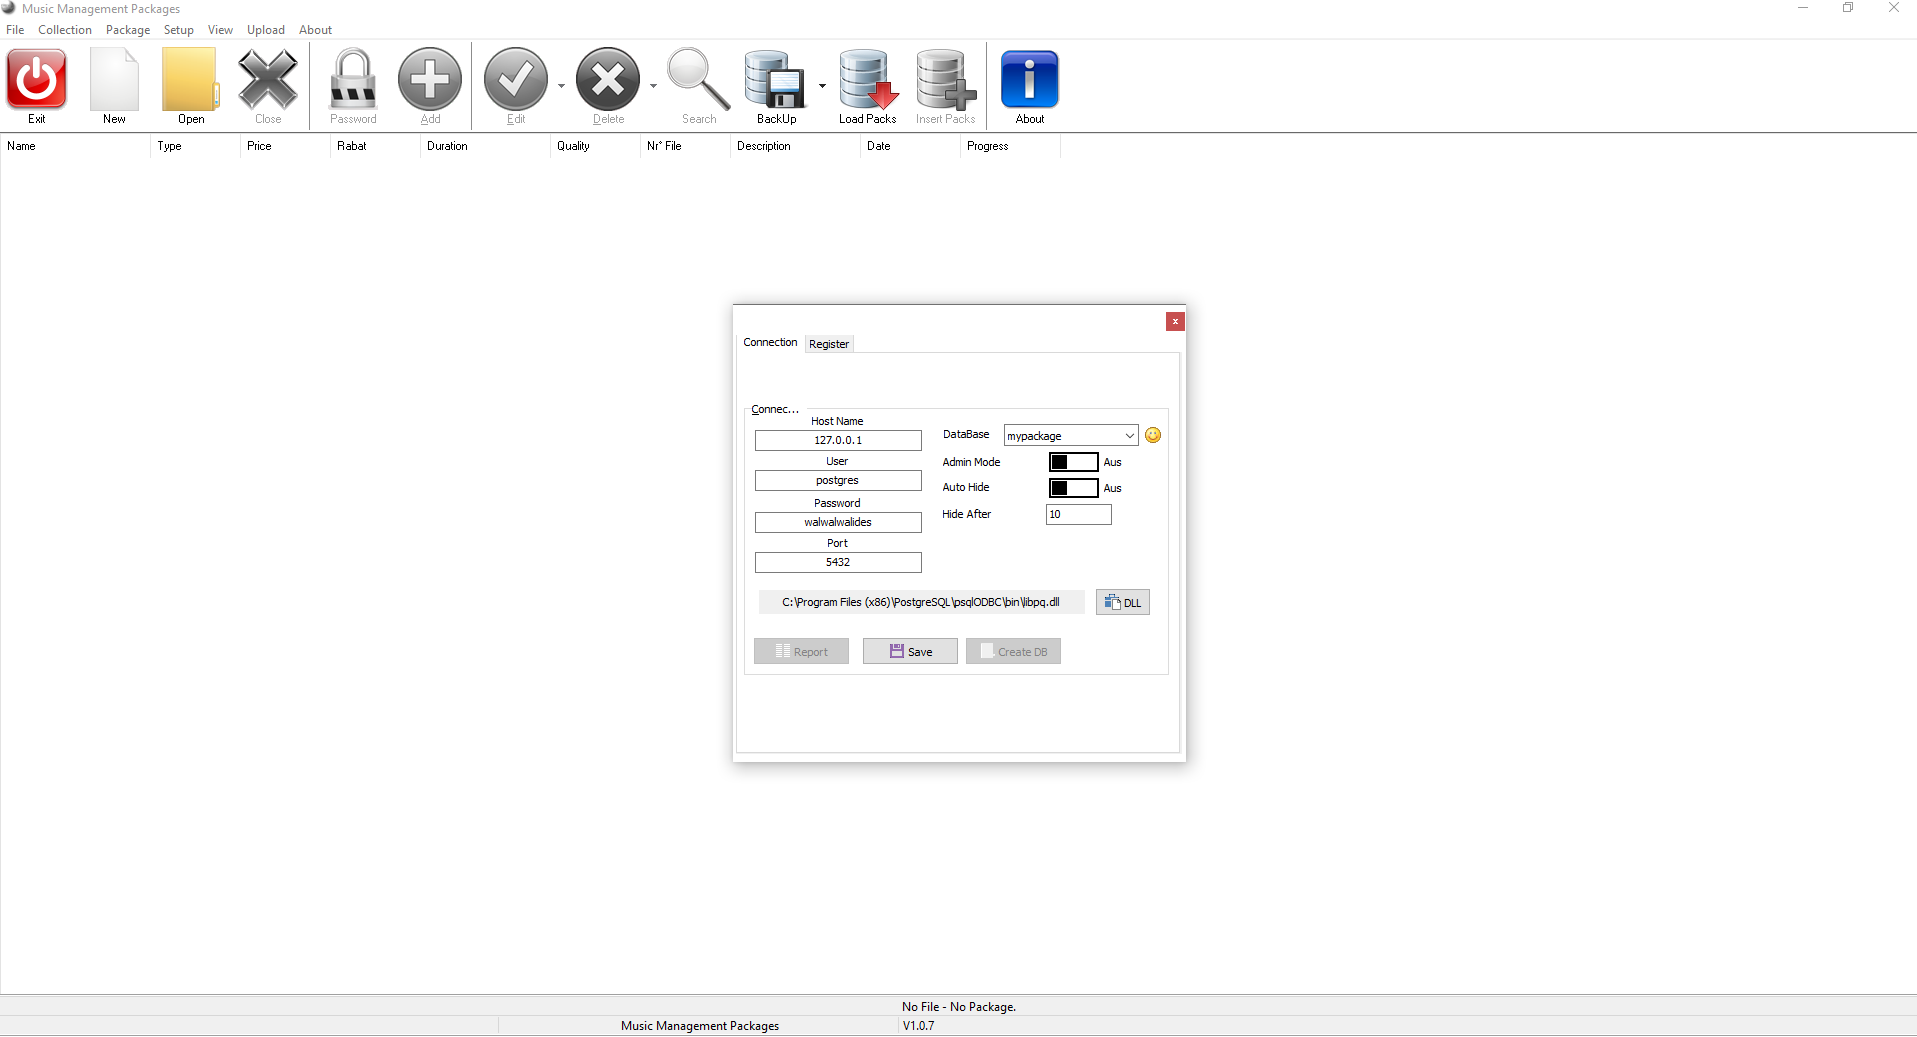 Music Management Packages
File Collection Package Setup View Upload About
Exit New Open Close Password Add Edit Delete Search BackUp Load Packs Insert Packs About
Name Type Price Rabat Duration Quality Nr° File Description Date Progress
x
Connection Register
Connec...
Host Name
127.0.0.1
User
postgres
Password
walwalwalides
Port
5432
DataBase mypackage
Admin Mode Aus
Auto Hide Aus
Hide After 10
C:\Program Files (x86)\PostgreSQL\psqlODBC\bin\libpq.dll DLL
Report Save Create DB
No File - No Package.
Music Management Packages V1.0.7